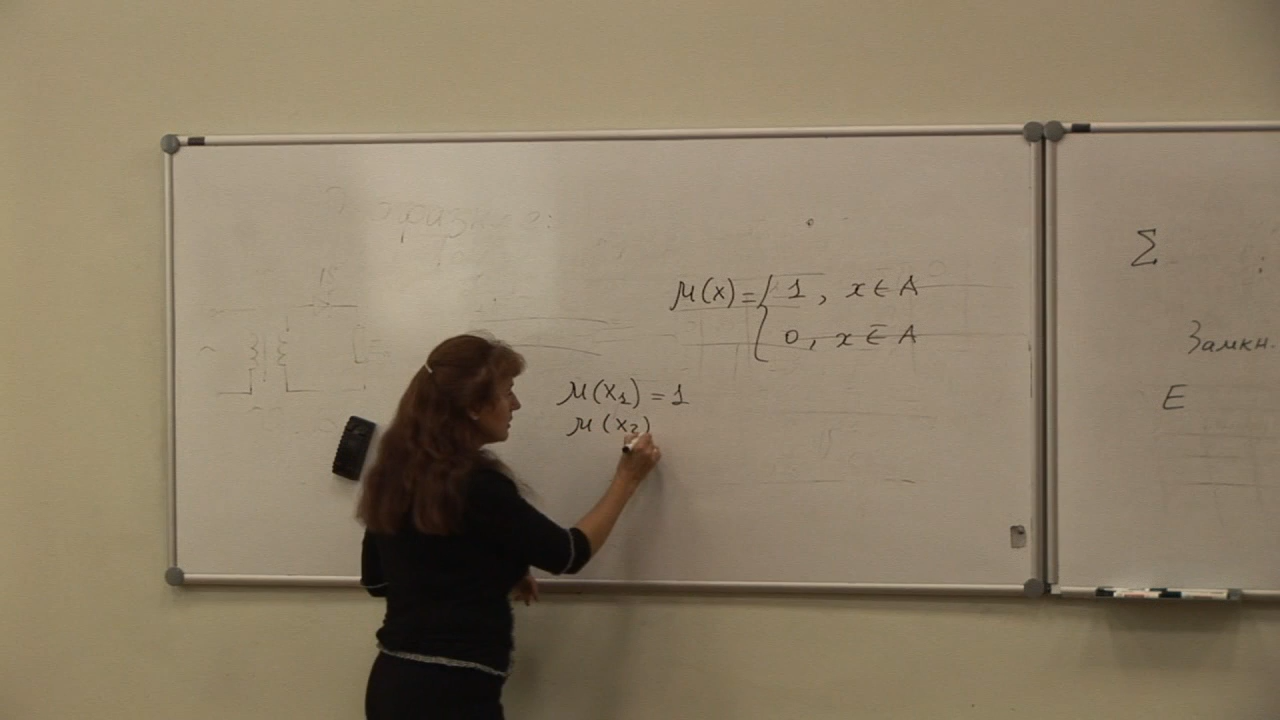 μ(x) = { 1, x ∈ A
0, x ∈̅ A
μ(x₁) = 1
μ(x₂)
Σ
Замкн.
E